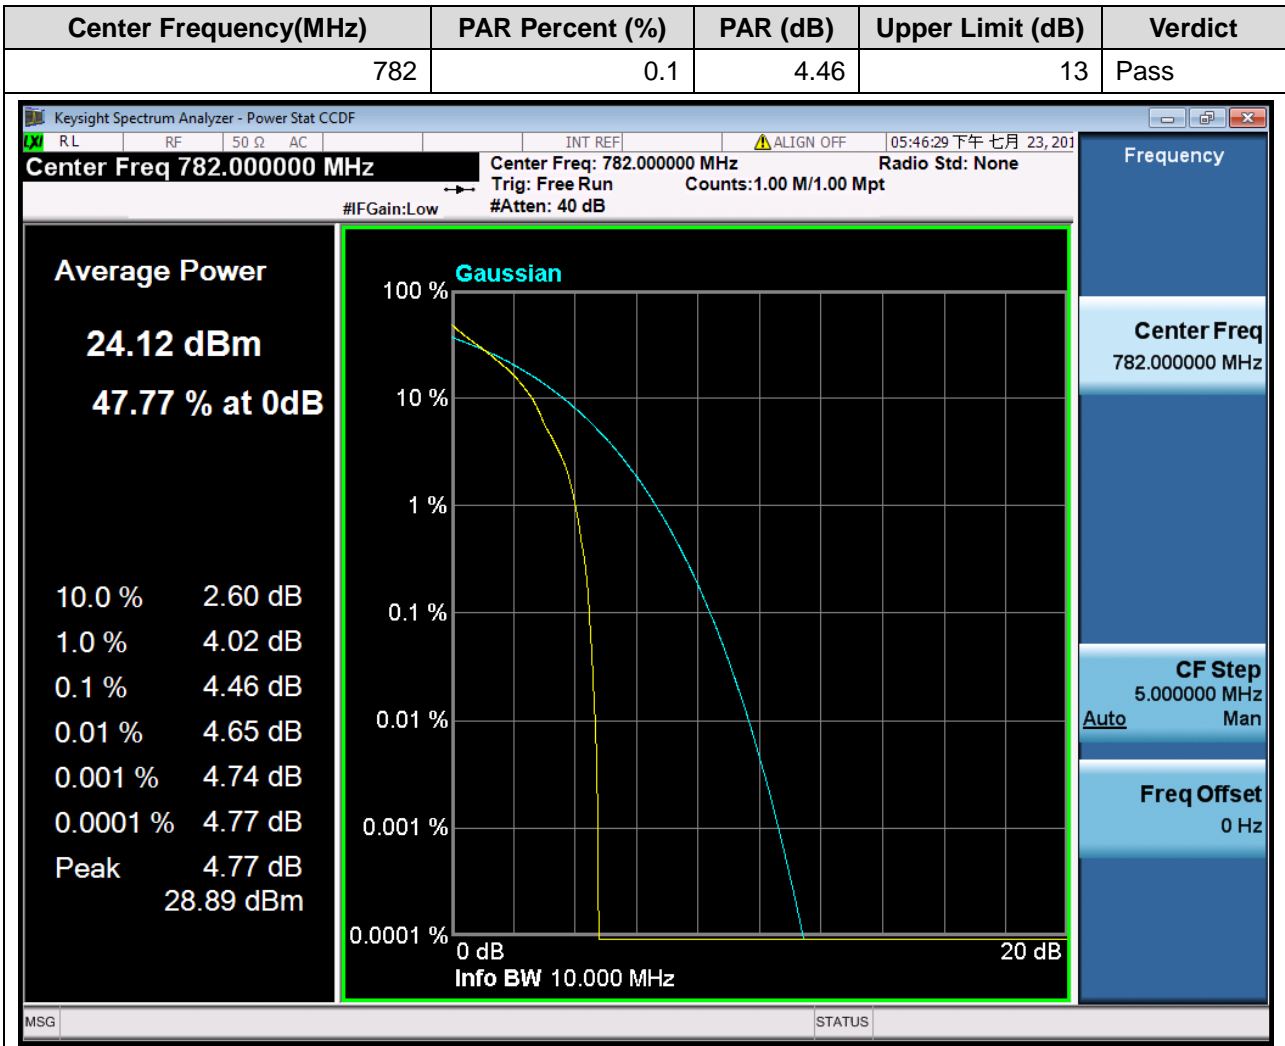 Center Frequency(MHz) PAR Percent (%) PAR (dB) Upper Limit (dB) Verdict
782 0.1 4.46 13 Pass
Keysight Spectrum Analyzer - Power Stat CCDF
LXI RL RF 50 Ω AC INT REF ALIGN OFF 05:46:29 下午 七月 23, 201
Center Freq 782.000000 MHz
Center Freq: 782.000000 MHz Radio Std: None
Trig: Free Run Counts:1.00 M/1.00 Mpt
#IFGain:Low #Atten: 40 dB
Frequency
Average Power
24.12 dBm
47.77 % at 0dB
10.0 % 2.60 dB
1.0 % 4.02 dB
0.1 % 4.46 dB
0.01 % 4.65 dB
0.001 % 4.74 dB
0.0001 % 4.77 dB
Peak 4.77 dB
28.89 dBm
Gaussian
100 %
10 %
1 %
0.1 %
0.01 %
0.001 %
0.0001 %
0 dB 20 dB
Info BW 10.000 MHz
Center Freq
782.000000 MHz
CF Step
5.000000 MHz
Auto Man
Freq Offset
0 Hz
MSG STATUS